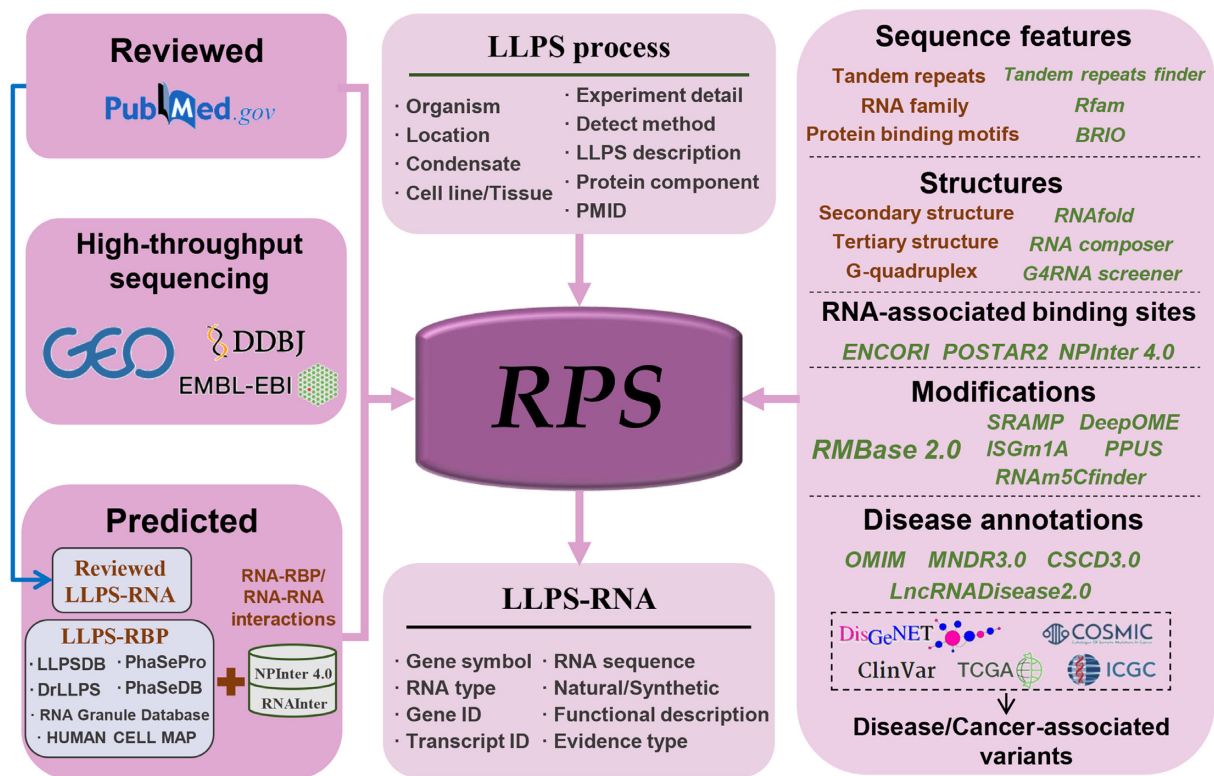 Reviewed
PubMed.gov
High-throughput
sequencing
GEO
DDBJ
EMBL-EBI
Predicted
Reviewed
LLPS-RNA
LLPS-RBP
· LLPSDB · PhaSePro
· DrLLPS · PhaSeDB
· RNA Granule Database
· HUMAN CELL MAP
RNA-RBP/
RNA-RNA
interactions
NPInter 4.0
RNAInter
LLPS process
· Organism
· Location
· Condensate
· Cell line/Tissue
· Experiment detail
· Detect method
· LLPS description
· Protein component
· PMID
RPS
LLPS-RNA
· Gene symbol
· RNA type
· Gene ID
· Transcript ID
· RNA sequence
· Natural/Synthetic
· Functional description
· Evidence type
Sequence features
Tandem repeats Tandem repeats finder
RNA family Rfam
Protein binding motifs BRIO
Structures
Secondary structure RNAfold
Tertiary structure RNA composer
G-quadruplex G4RNA screener
RNA-associated binding sites
ENCORI POSTAR2 NPInter 4.0
Modifications
RMBase 2.0
SRAMP DeepOME
ISGm1A PPUS
RNAm5Cfinder
Disease annotations
OMIM MNDR3.0 CSCD3.0
LncRNADisease2.0
DisGeNET COSMIC
ClinVar TCGA ICGC
Disease/Cancer-associated
variants